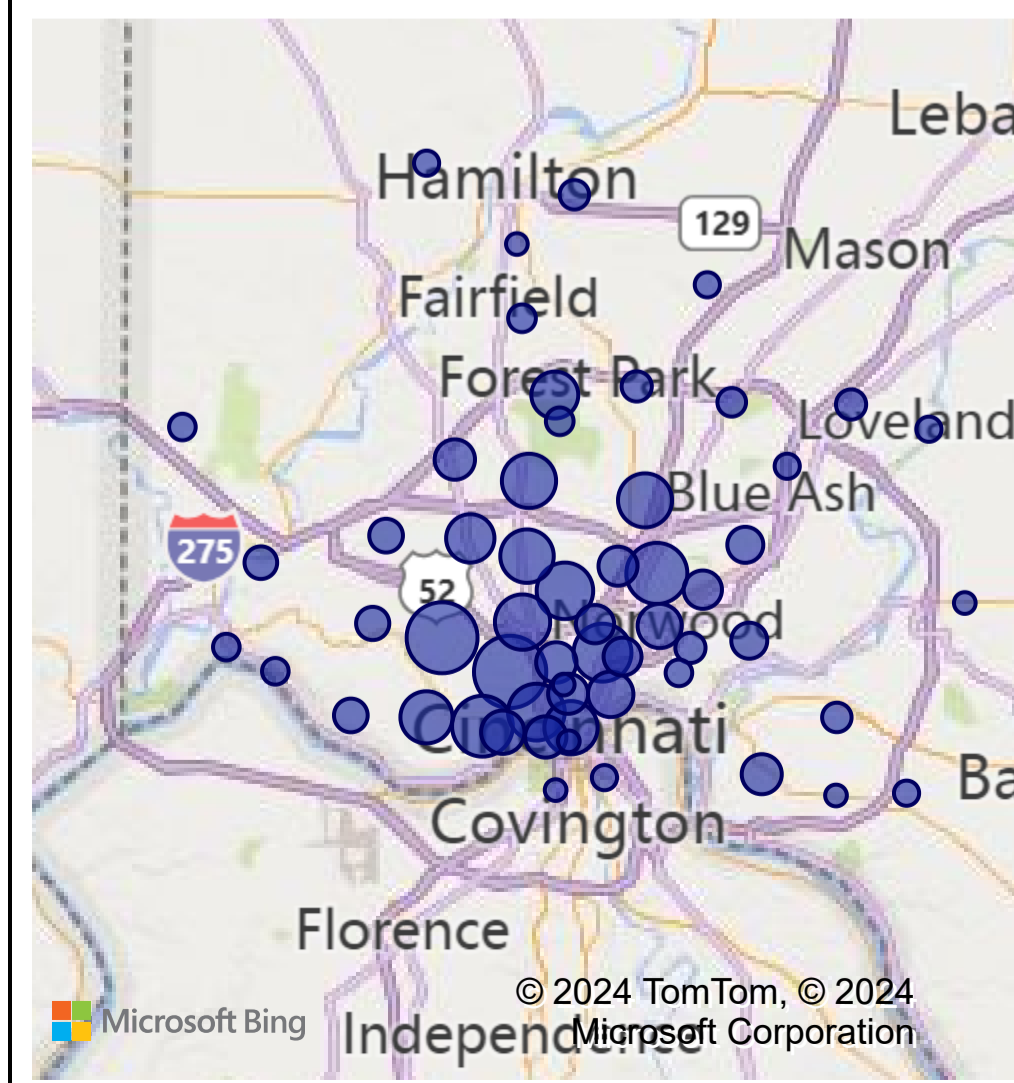 Leba
Hamilton
129
Mason
Fairfield
Forest Park
Loveland
Blue Ash
275
52
Norwood
Cincinnati
Ba
Covington
Florence
© 2024 TomTom, © 2024
Microsoft Bing
Independence
Microsoft Corporation